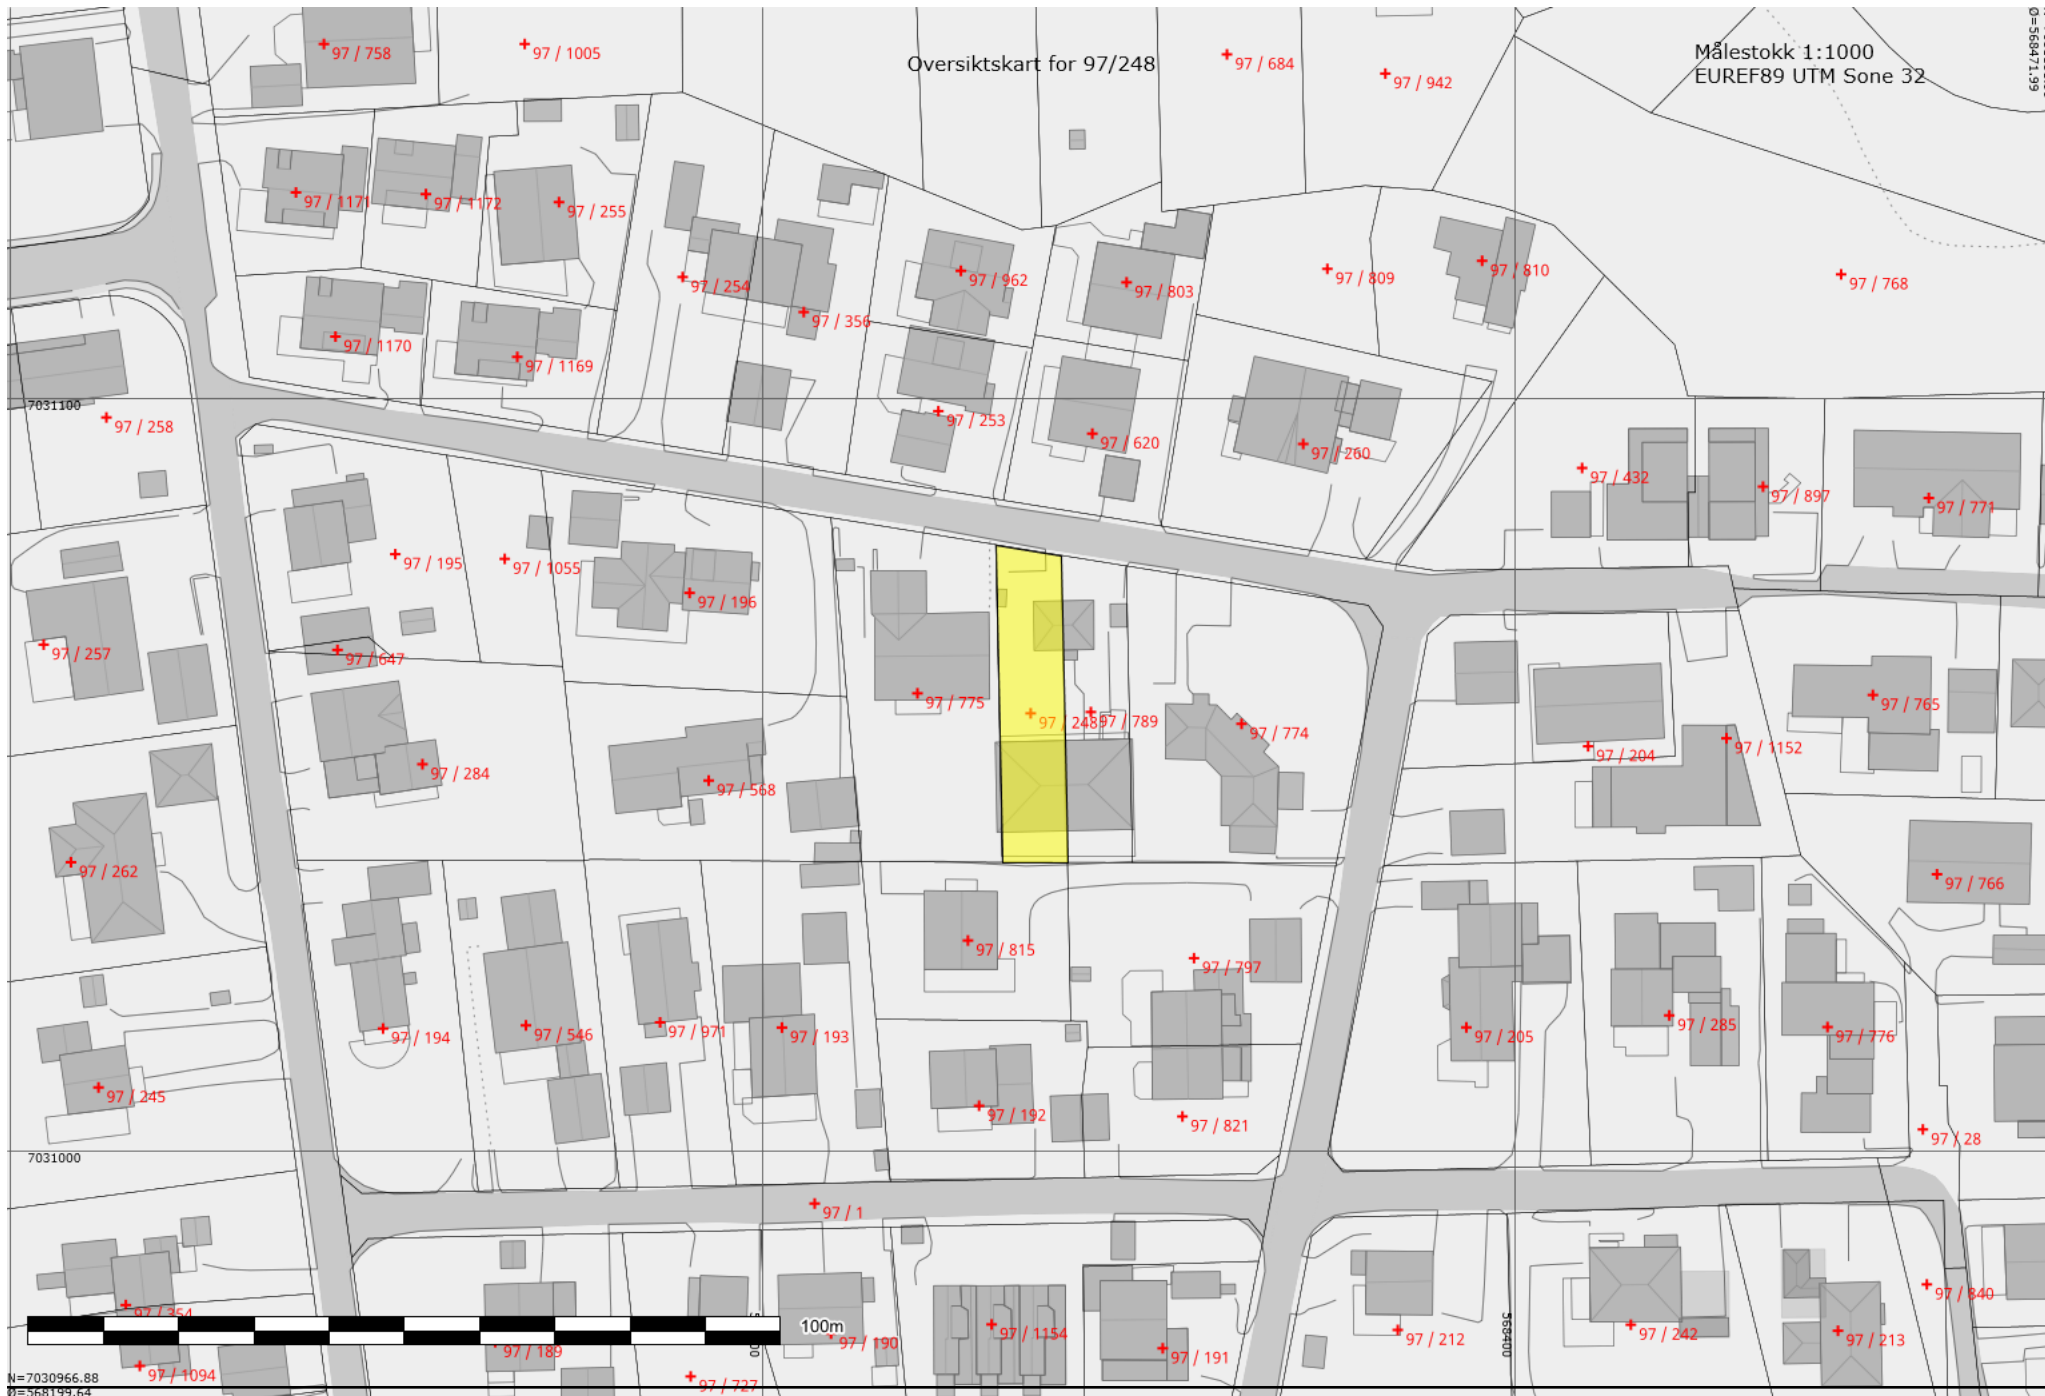 97 / 758
97 / 1005
Oversiktskart for 97/248
97 / 684
97 / 942
Målestokk 1:1000
EUREF89 UTM Sone 32
Ø=568471.99
97 / 1171
97 / 1172
97 / 255
97 / 254
97 / 356
97 / 962
97 / 803
97 / 809
97 / 810
97 / 768
97 / 1170
97 / 1169
7031100
97 / 258
97 / 253
97 / 620
97 / 260
97 / 432
97 / 897
97 / 771
97 / 195
97 / 1055
97 / 196
97 / 257
97 / 647
97 / 775
97 / 248
97 / 789
97 / 774
97 / 204
97 / 1152
97 / 765
97 / 284
97 / 568
97 / 262
97 / 766
97 / 815
97 / 797
97 / 194
97 / 546
97 / 971
97 / 193
97 / 205
97 / 285
97 / 776
97 / 245
97 / 192
97 / 821
97 / 28
7031000
97 / 1
97 / 354
97 / 840
100m
97 / 190
97 / 1154
97 / 191
97 / 212
568400
97 / 242
97 / 213
97 / 189
97 / 1094
97 / 727
N=7030966.88
Ø=568199.64